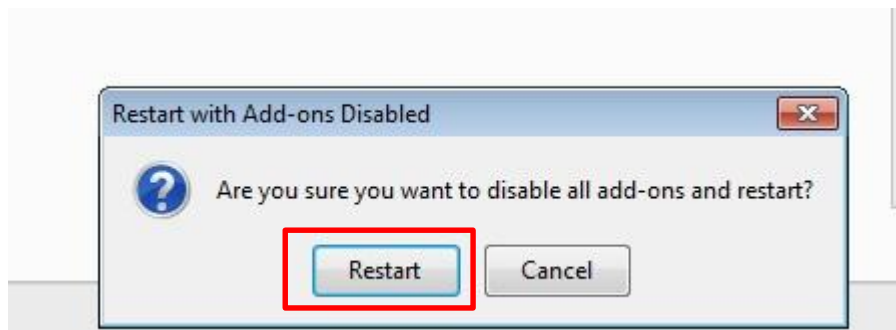 Restart with Add-ons Disabled
Are you sure you want to disable all add-ons and restart?
Restart
Cancel